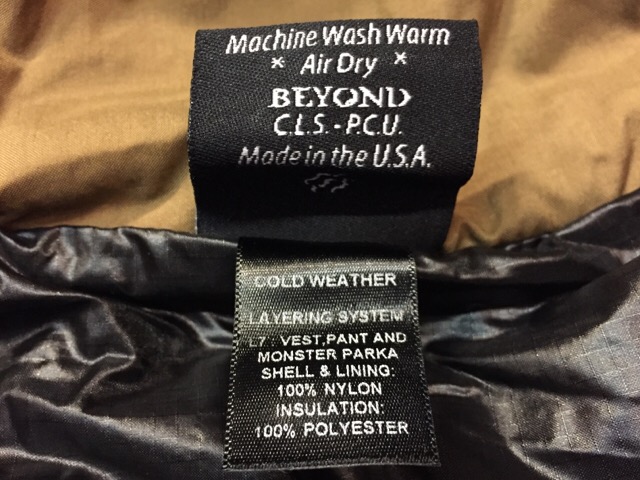 Machine Wash Warm
* Air Dry *
BEYOND
C.L.S. - P.C.U.
Made in the U.S.A.
COLD WEATHER
LAYERING SYSTEM
L7 : VEST,PANT AND
MONSTER PARKA
SHELL & LINING:
100% NYLON
INSULATION:
100% POLYESTER